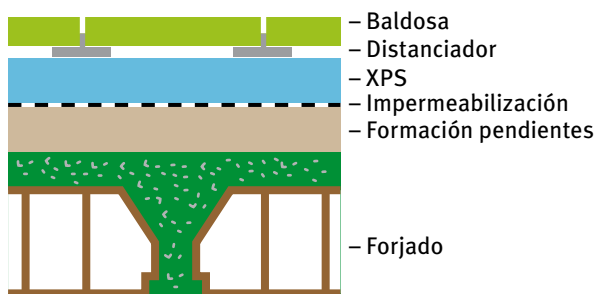 – Baldosa
– Distanciador
– XPS
– Impermeabilización
– Formación pendientes
– Forjado